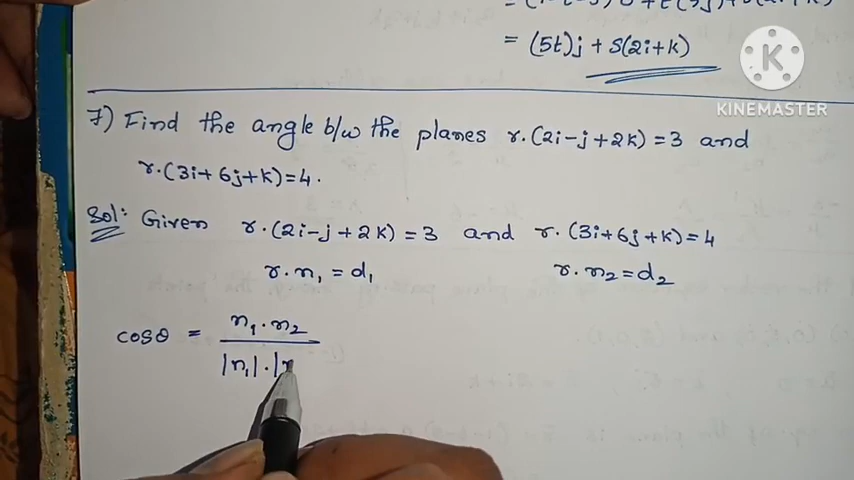 = (5t)j + S(2i+k)
KINEMASTER
7) Find the angle b/w the planes r.(2i-j+2k)=3 and
r.(3i+6j+k)=4.
Sol: Given r.(2i-j+2k)=3 and r.(3i+6j+k)=4
r.n₁ = d₁ r.n₂=d₂
cosθ = n₁.n₂
|n₁|.|n